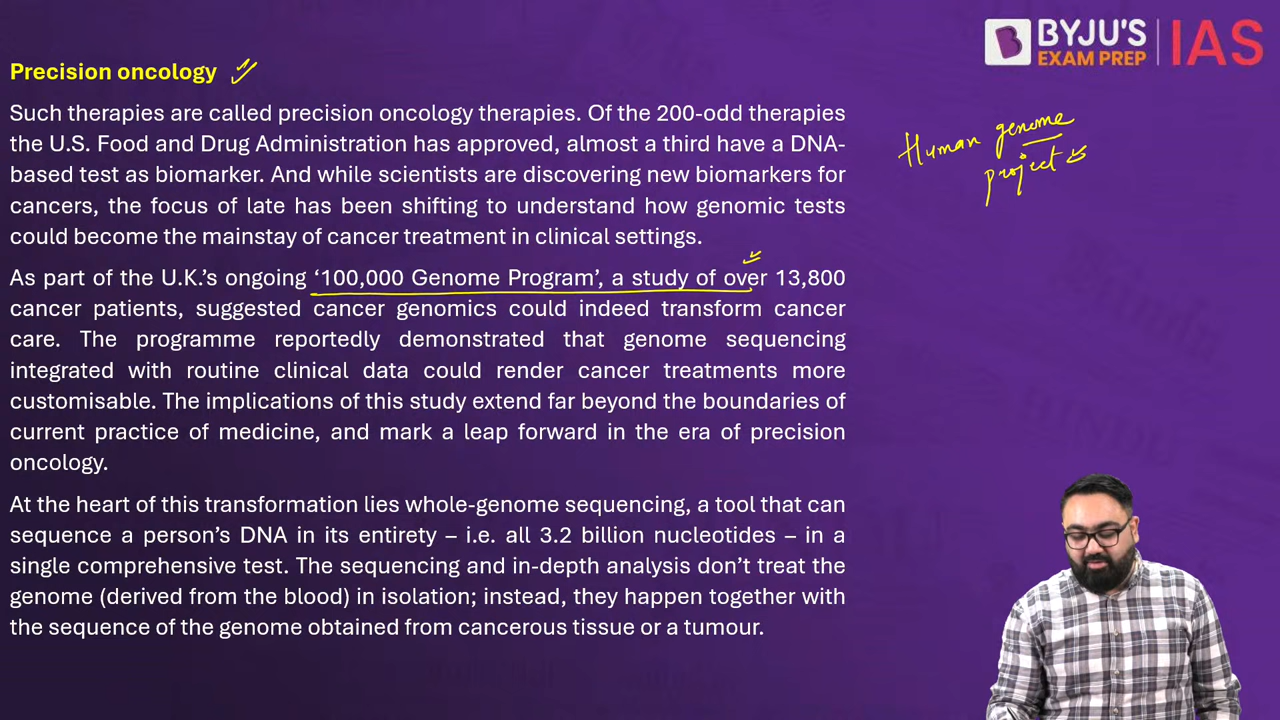 BYJU'S
EXAM PREP
IAS
Precision oncology
Such therapies are called precision oncology therapies. Of the 200-odd therapies
the U.S. Food and Drug Administration has approved, almost a third have a DNA-
based test as biomarker. And while scientists are discovering new biomarkers for
cancers, the focus of late has been shifting to understand how genomic tests
could become the mainstay of cancer treatment in clinical settings.
As part of the U.K.'s ongoing ‘100,000 Genome Program’, a study of over 13,800
cancer patients, suggested cancer genomics could indeed transform cancer
care. The programme reportedly demonstrated that genome sequencing
integrated with routine clinical data could render cancer treatments more
customisable. The implications of this study extend far beyond the boundaries of
current practice of medicine, and mark a leap forward in the era of precision
oncology.
At the heart of this transformation lies whole-genome sequencing, a tool that can
sequence a person’s DNA in its entirety – i.e. all 3.2 billion nucleotides – in a
single comprehensive test. The sequencing and in-depth analysis don’t treat the
genome (derived from the blood) in isolation; instead, they happen together with
the sequence of the genome obtained from cancerous tissue or a tumour.
Human genome
project